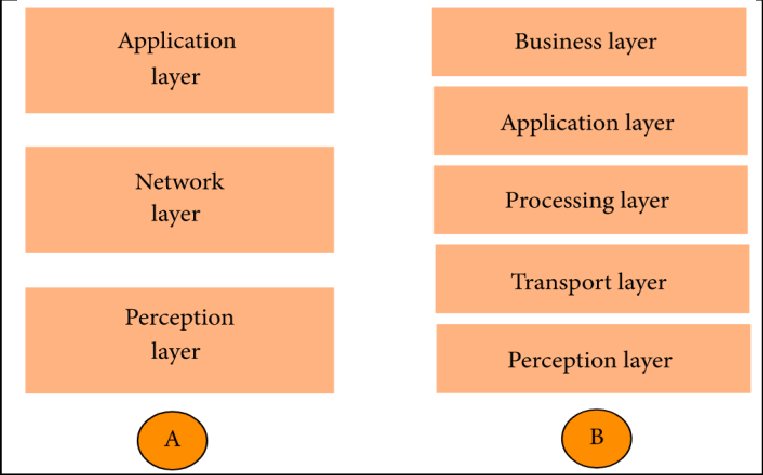 Application
layer
Network
layer
Perception
layer
A
Business layer
Application layer
Processing layer
Transport layer
Perception layer
B